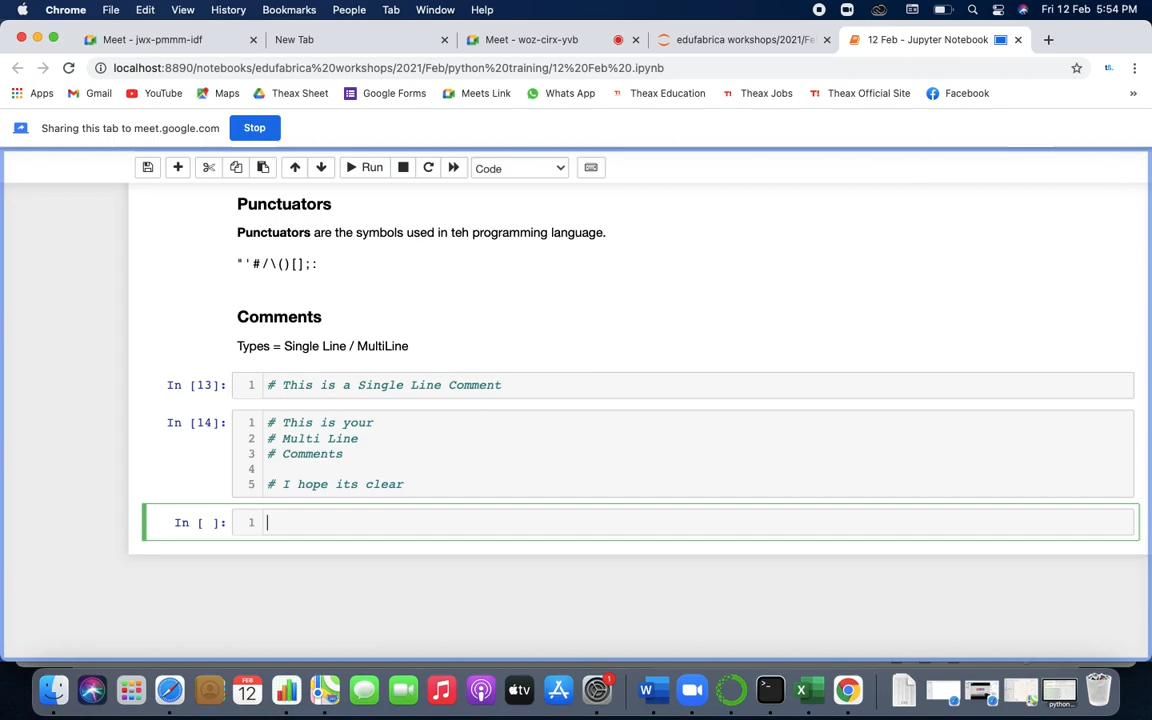 Chrome File Edit View History Bookmarks People Tab Window Help Fri 12 Feb 5:54 PM
Meet - jwx-pmmm-idf New Tab Meet - woz-cirx-yvb edufabrica workshops/2021/Fe 12 Feb - Jupyter Notebook
localhost:8890/notebooks/edufabrica%20workshops/2021/Feb/python%20training/12%20Feb%20.ipynb
Apps Gmail YouTube Maps Theax Sheet Google Forms Meets Link Whats App Theax Education Theax Jobs Theax Official Site Facebook »
Sharing this tab to meet.google.com Stop
Run Code
Punctuators
Punctuators are the symbols used in teh programming language.
"'#/\()[];:
Comments
Types = Single Line / MultiLine
In [13]: 1 # This is a Single Line Comment
In [14]: 1 # This is your
2 # Multi Line
3 # Comments
4
5 # I hope its clear
In [ ]: 1
FEB
12
tv
1
W
X
python...